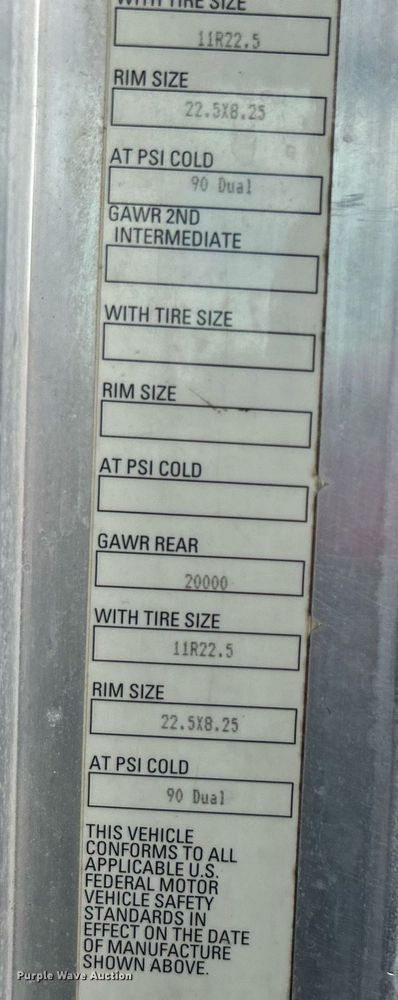 WITH TIRE SIZE
11R22.5
RIM SIZE
22.5X8.25
AT PSI COLD
90 Dual
GAWR 2ND
INTERMEDIATE
WITH TIRE SIZE
RIM SIZE
AT PSI COLD
GAWR REAR
20000
WITH TIRE SIZE
11R22.5
RIM SIZE
22.5X8.25
AT PSI COLD
90 Dual
THIS VEHICLE
CONFORMS TO ALL
APPLICABLE U.S.
FEDERAL MOTOR
VEHICLE SAFETY
STANDARDS IN
EFFECT ON THE DATE
OF MANUFACTURE
SHOWN ABOVE.
Purple Wave Auction